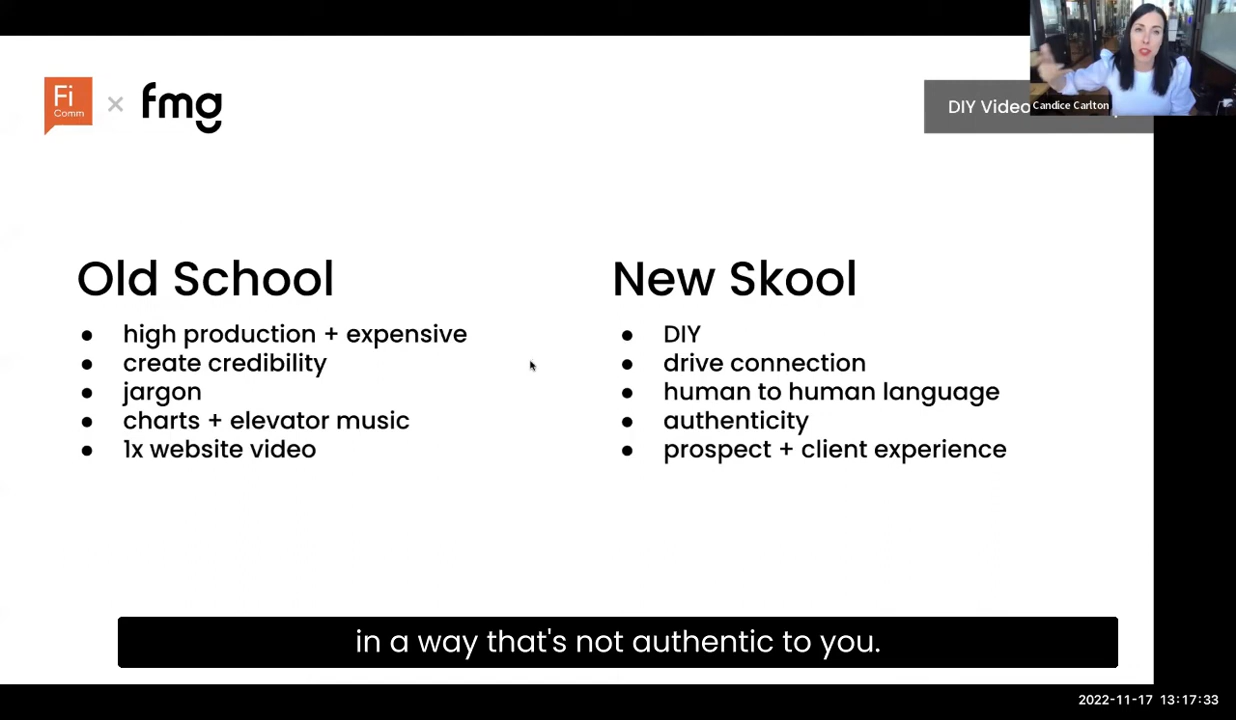 Candice Carlton
Fi
Comm
×
fmg
DIY Video
Old School
New Skool
● high production + expensive
● create credibility
● jargon
● charts + elevator music
● 1x website video
● DIY
● drive connection
● human to human language
● authenticity
● prospect + client experience
in a way that's not authentic to you.
2022-11-17 13:17:33